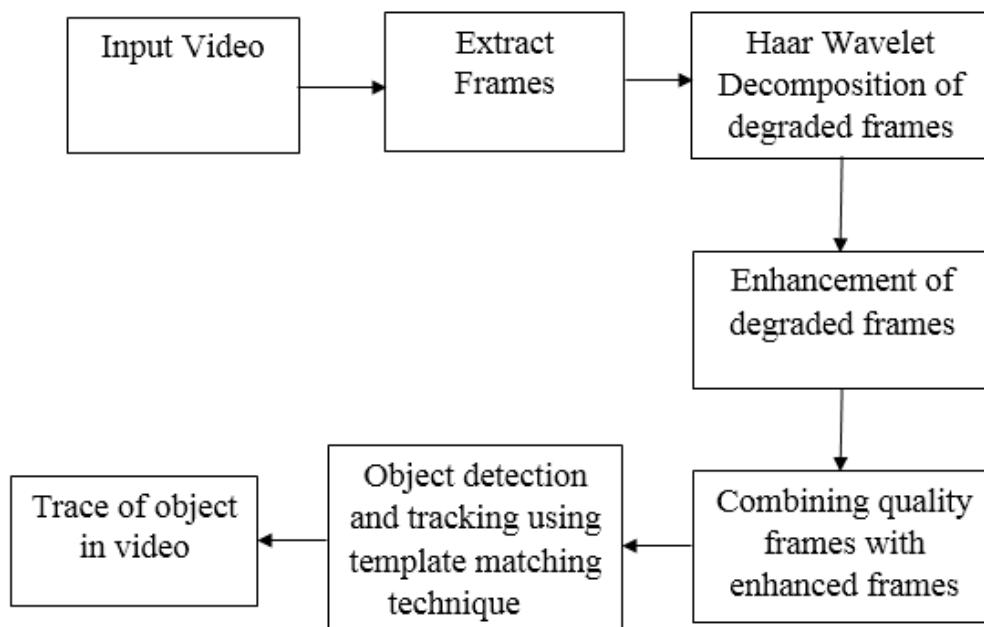 Input Video
Extract
Frames
Haar Wavelet
Decomposition of
degraded frames
Enhancement of
degraded frames
Combining quality
frames with
enhanced frames
Object detection
and tracking using
template matching
technique
Trace of object
in video